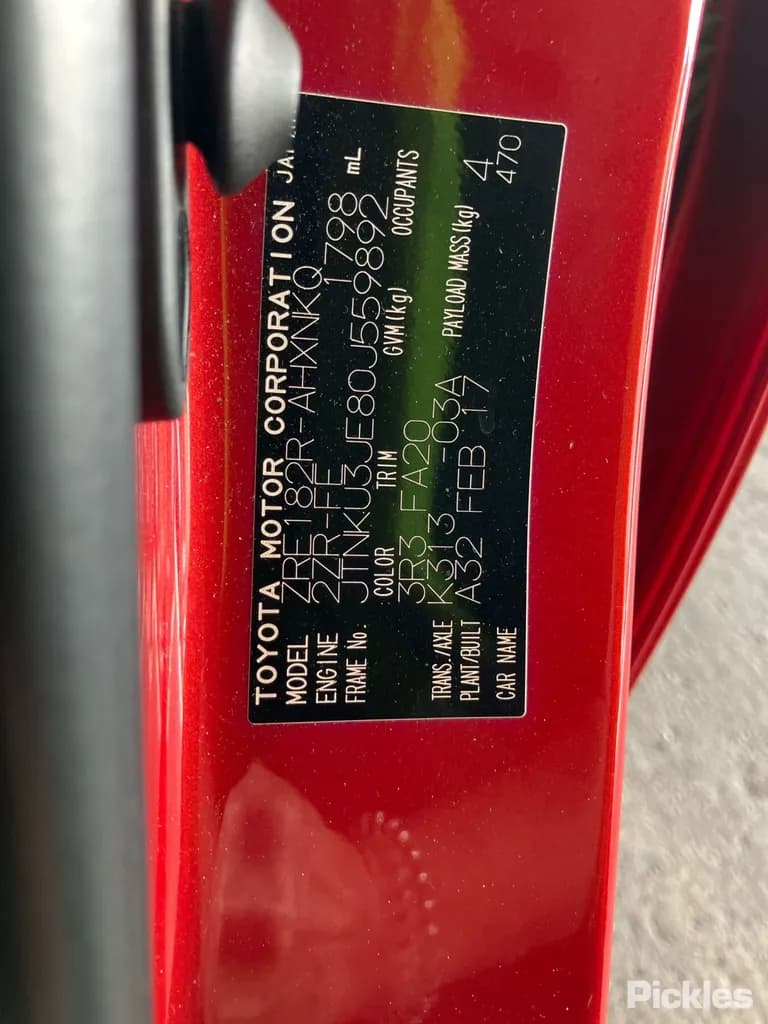 TOYOTA MOTOR CORPORATION
MODEL ZRE182R-AHXNKQ
ENGINE 2ZR-FE 1798 mL
FRAME No. JTNKU3JE80J559892
COLOR TRIM GVM(kg) OCCUPANTS
3R3 FA20
TRANS./AXLE K313 -03A PAYLOAD MASS(kg) 4
PLANT/BUILT A32 FEB 17 470
CAR NAME
Pickles